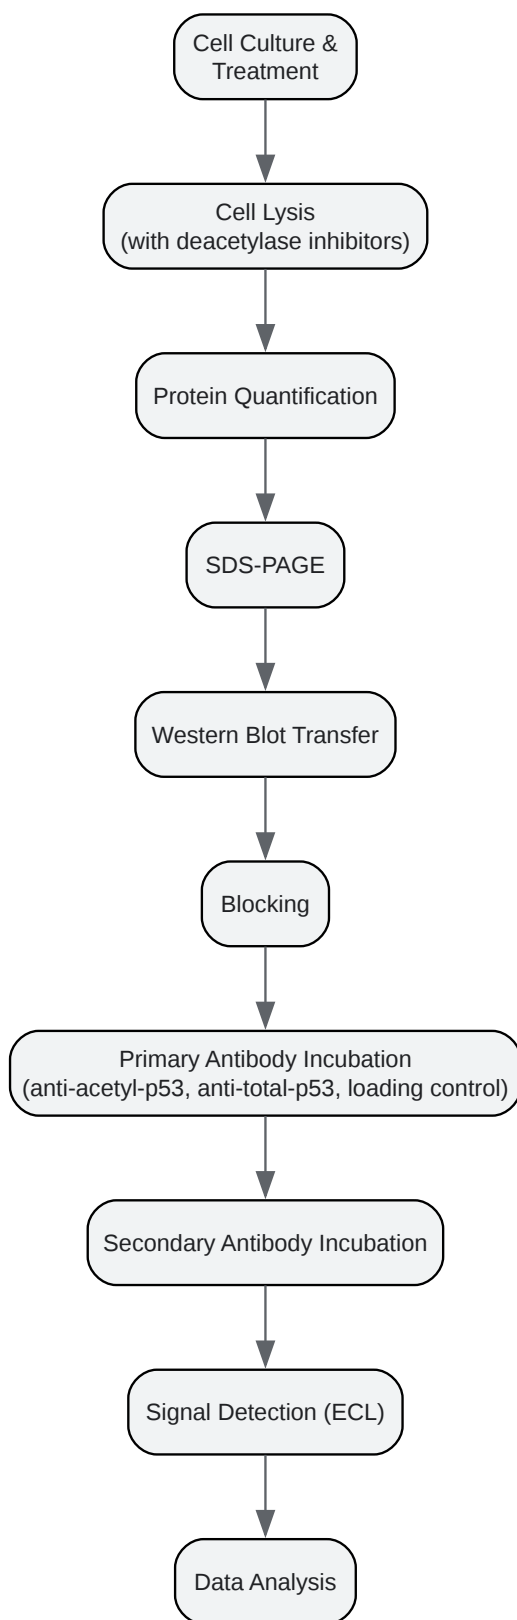 Cell Culture &
Treatment
Cell Lysis
(with deacetylase inhibitors)
Protein Quantification
SDS-PAGE
Western Blot Transfer
Blocking
Primary Antibody Incubation
(anti-acetyl-p53, anti-total-p53, loading control)
Secondary Antibody Incubation
Signal Detection (ECL)
Data Analysis